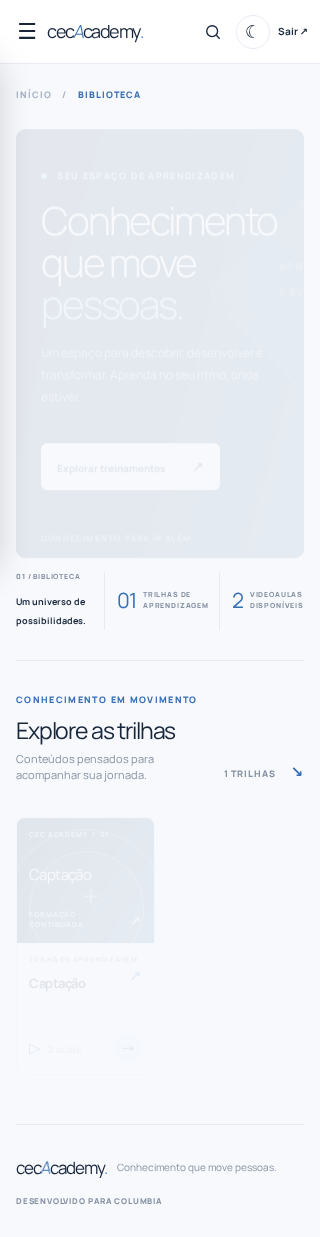 cecAcademy.
Sair ↗
INÍCIO / BIBLIOTECA
SEU ESPAÇO DE APRENDIZAGEM
Conhecimento
que move
pessoas.
Um espaço para descobrir, desenvolver e
transformar. Aprenda no seu ritmo, onde
estiver.
Explorar treinamentos ↗
CONHECIMENTO PARA IR ALÉM
01 / BIBLIOTECA
Um universo de
possibilidades.
01 TRILHAS DE
APRENDIZAGEM
2 VIDEOAULAS
DISPONÍVEIS
CONHECIMENTO EM MOVIMENTO
Explore as trilhas
Conteúdos pensados para
acompanhar sua jornada.
1 TRILHAS ↘
CEC ACADEMY / 01
Captação
FORMAÇÃO
CONTINUADA ↗
TRILHA DE APRENDIZAGEM
Captação ↗
2 aulas →
cecAcademy. Conhecimento que move pessoas.
DESENVOLVIDO PARA COLUMBIA